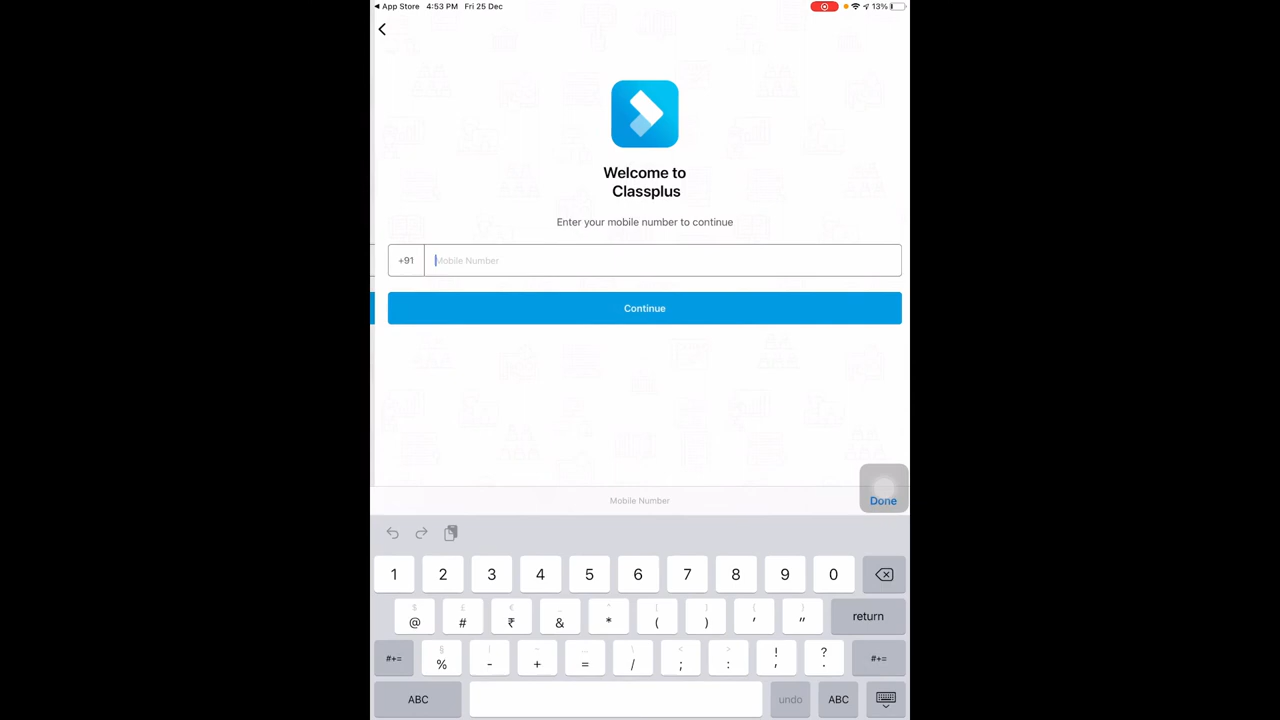 App Store 4:53 PM Fri 25 Dec 13%
Welcome to
Classplus
Enter your mobile number to continue
+91 Mobile Number
Continue
Mobile Number
Done
1 2 3 4 5 6 7 8 9 0
$ £ € _ ^ [ ] { }
@ # ₹ & * ( ) ' "
return
§ | ~ … \ < > ! ?
#+= % - + = / ; : , . #+=
ABC undo ABC